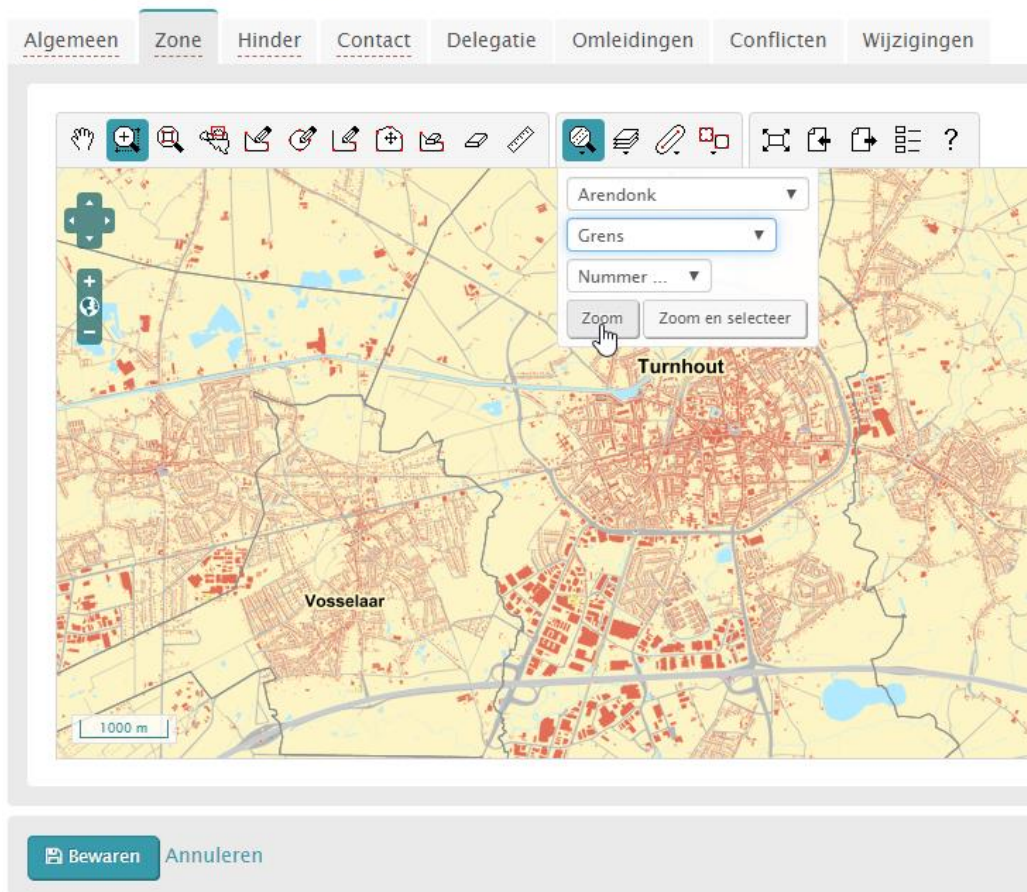 Algemeen Zone Hinder Contact Delegatie Omleidingen Conflicten Wijzigingen
?
Arendonk
Grens
Nummer ...
Zoom Zoom en selecteer
Turnhout
Vosselaar
1000 m
Bewaren Annuleren